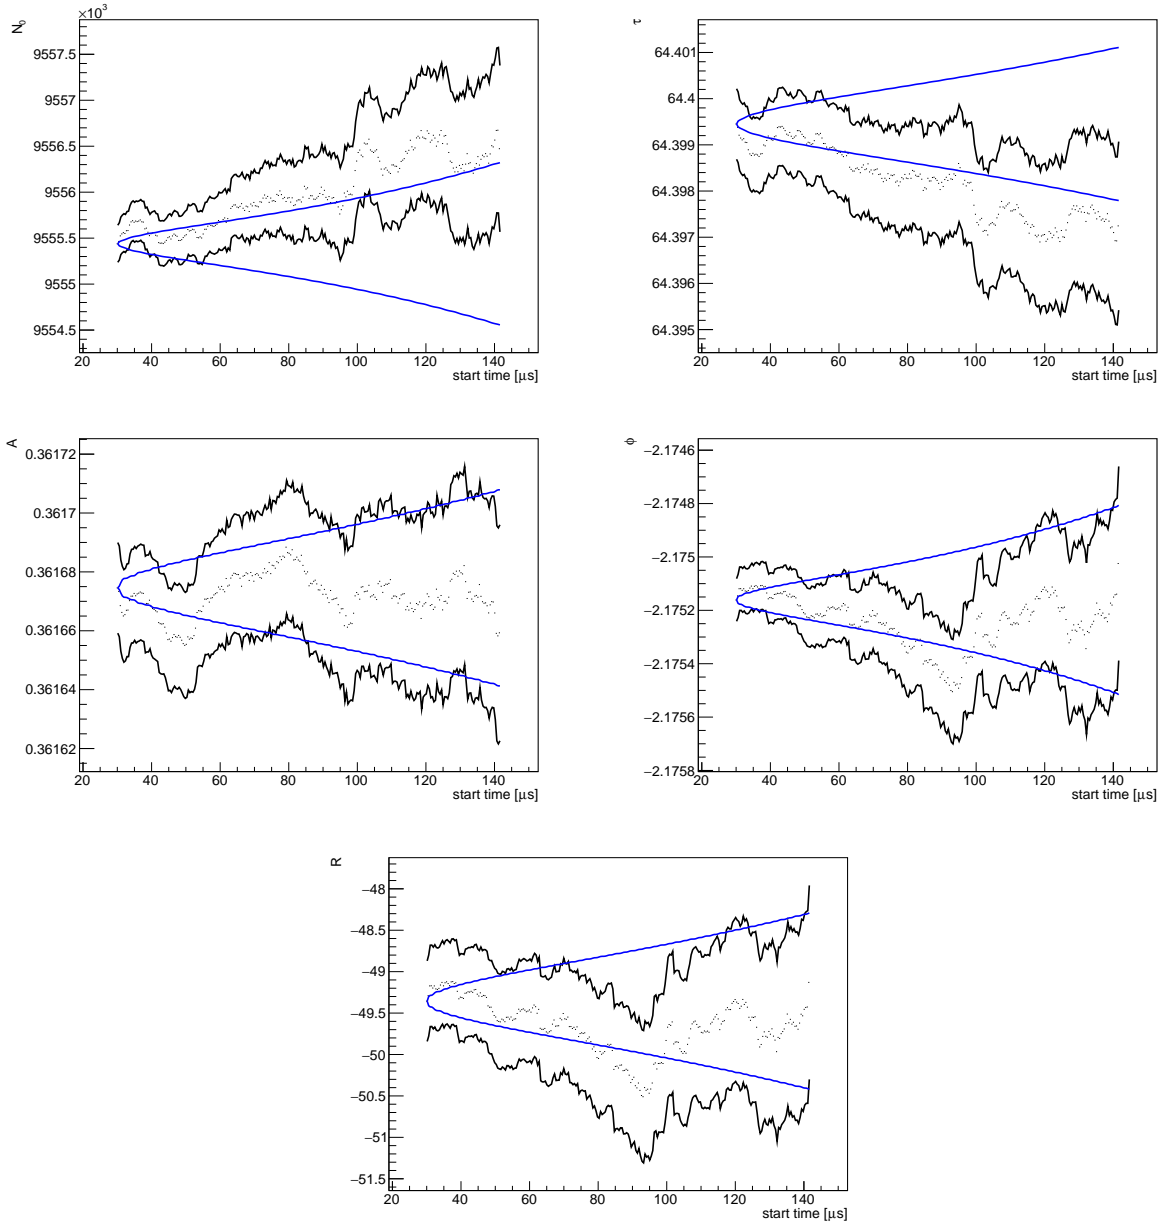 ×10³
N₀
9557.5
9557
9556.5
9556
9555.5
9555
9554.5
20 40 60 80 100 120 140
start time [μs]
τ
64.401
64.4
64.399
64.398
64.397
64.396
64.395
20 40 60 80 100 120 140
start time [μs]
A
0.36172
0.3617
0.36168
0.36166
0.36164
0.36162
20 40 60 80 100 120 140
start time [μs]
φ
−2.1746
−2.1748
−2.175
−2.1752
−2.1754
−2.1756
−2.1758
20 40 60 80 100 120 140
start time [μs]
R
−48
−48.5
−49
−49.5
−50
−50.5
−51
−51.5
20 40 60 80 100 120 140
start time [μs]